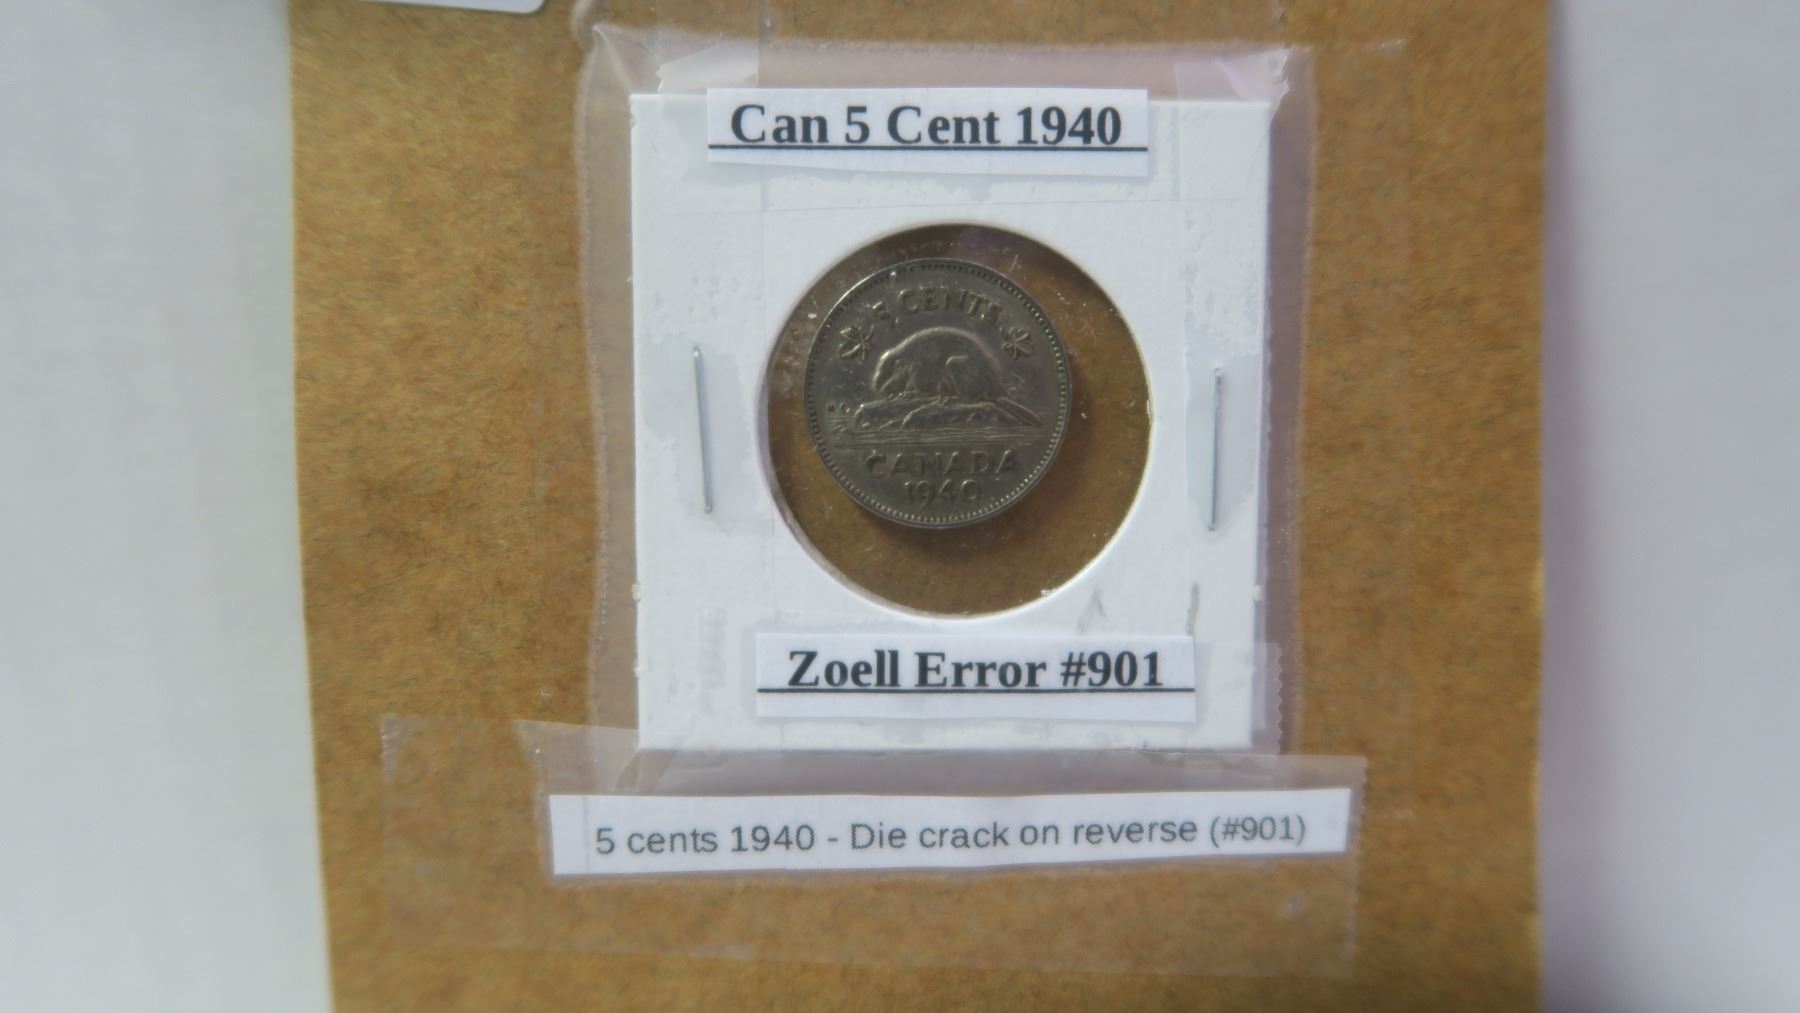 Can 5 Cent 1940
5 CENTS
CANADA
1940
Zoell Error #901
5 cents 1940 - Die crack on reverse (#901)